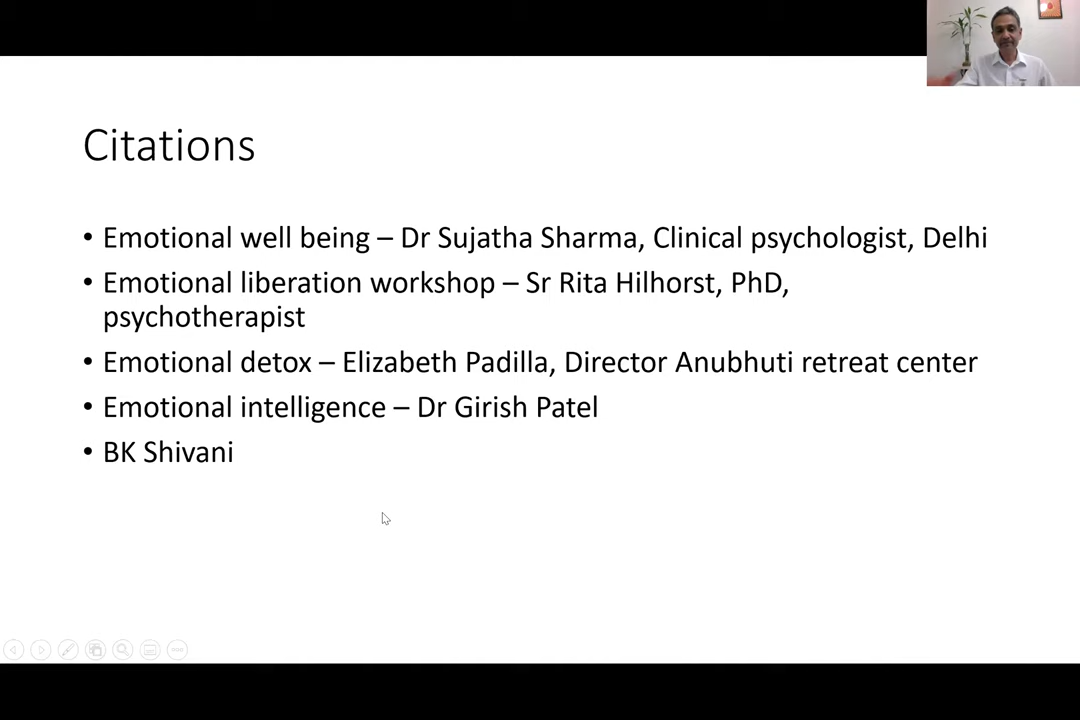 Citations
• Emotional well being – Dr Sujatha Sharma, Clinical psychologist, Delhi
• Emotional liberation workshop – Sr Rita Hilhorst, PhD,
psychotherapist
• Emotional detox – Elizabeth Padilla, Director Anubhuti retreat center
• Emotional intelligence – Dr Girish Patel
• BK Shivani